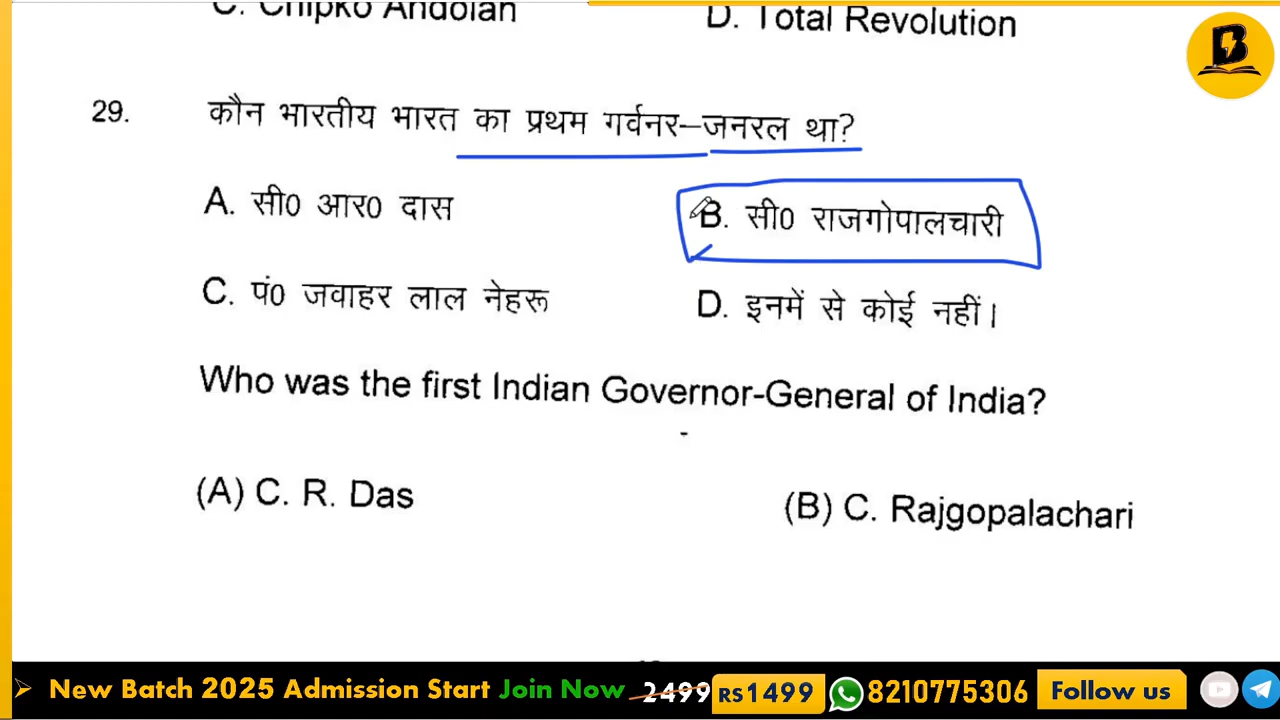 C. Chipko Andolan D. Total Revolution
29. कौन भारतीय भारत का प्रथम गर्वनर–जनरल था?
A. सी0 आर0 दास B. सी0 राजगोपालचारी
C. पं0 जवाहर लाल नेहरू D. इनमें से कोई नहीं।
Who was the first Indian Governor-General of India?
(A) C. R. Das (B) C. Rajgopalachari
New Batch 2025 Admission Start Join Now 2499 RS1499 8210775306 Follow us